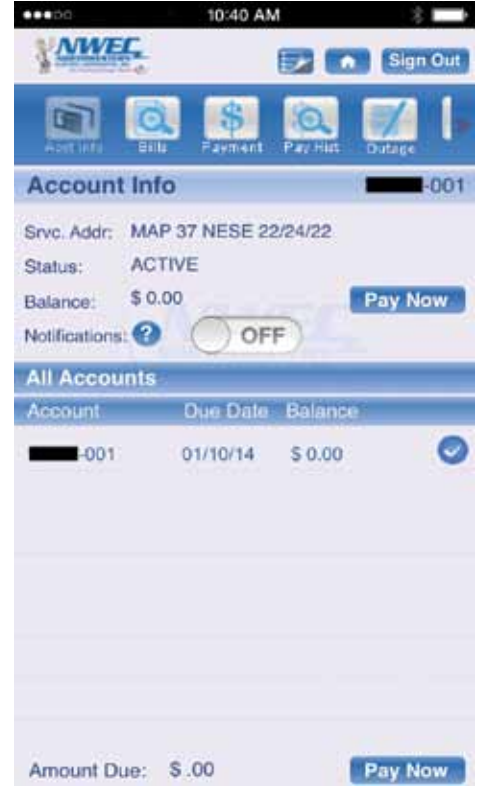 10:40 AM
NWEC
Sign Out
Acct Info Bills Payment Pay Hist Outage
Account Info -001
Srvc. Addr: MAP 37 NESE 22/24/22
Status: ACTIVE
Balance: $ 0.00 Pay Now
Notifications: ? OFF
All Accounts
Account Due Date Balance
-001 01/10/14 $ 0.00
Amount Due: $ .00 Pay Now